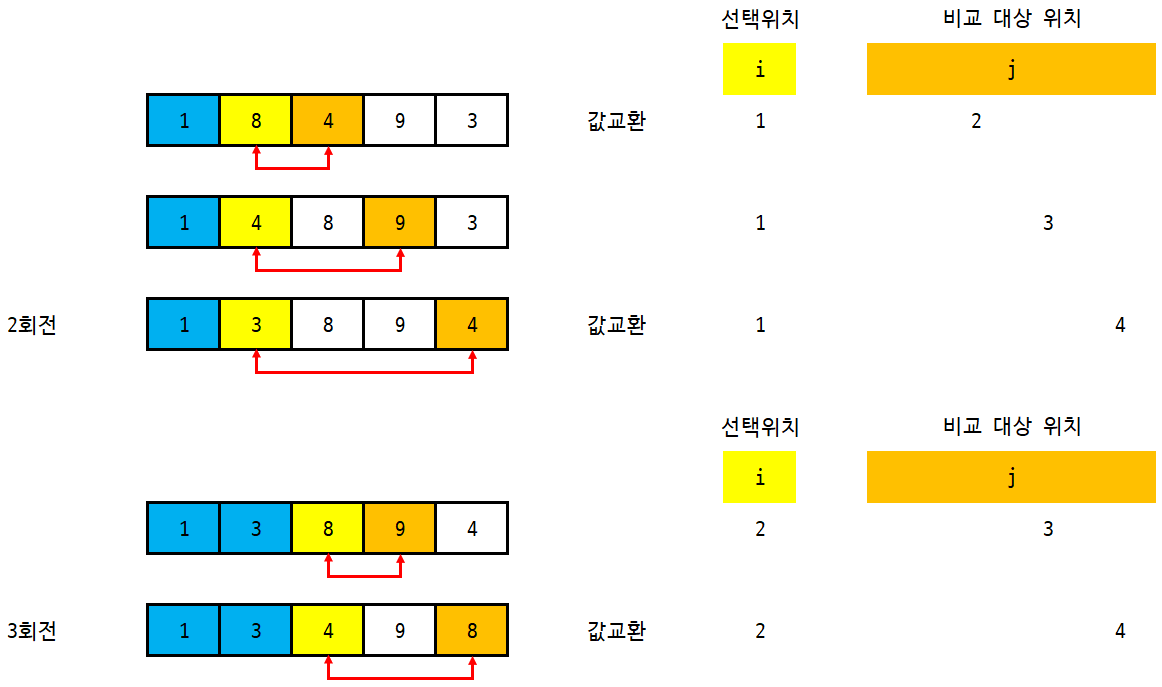 선택위치 비교 대상 위치
i j
1 8 4 9 3 값교환 1 2
1 4 8 9 3 1 3
2회전 1 3 8 9 4 값교환 1 4
선택위치 비교 대상 위치
i j
1 3 8 9 4 2 3
3회전 1 3 4 9 8 값교환 2 4